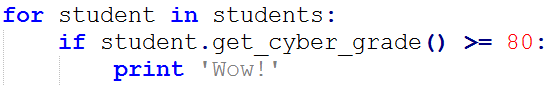 for student in students:
    if student.get_cyber_grade() >= 80:
        print 'Wow!'